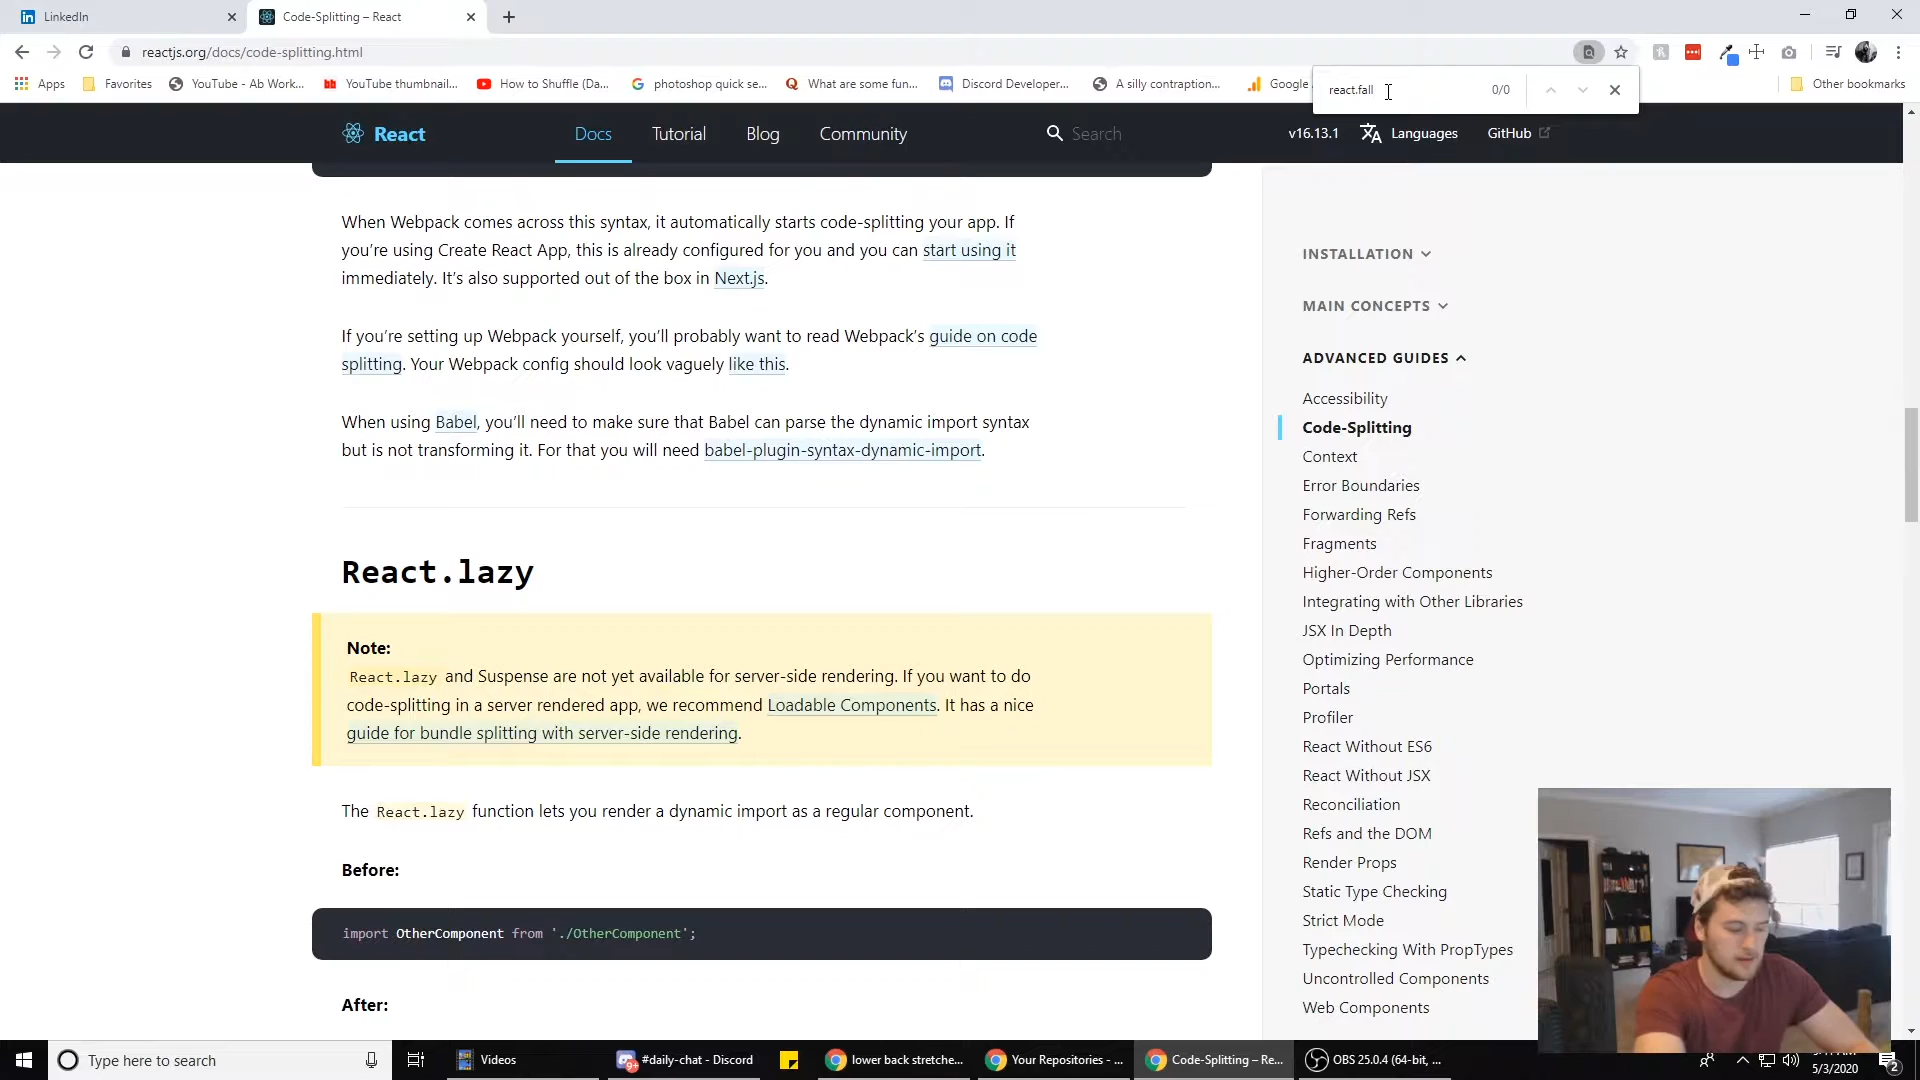 LinkedIn
Code-Splitting – React
reactjs.org/docs/code-splitting.html
Apps
Favorites
YouTube - Ab Work...
YouTube thumbnail...
How to Shuffle (Da...
photoshop quick se...
What are some fun...
Discord Developer...
A silly contraption...
Google
Other bookmarks
react.fall
0/0
React
Docs
Tutorial
Blog
Community
Search
v16.13.1
Languages
GitHub
When Webpack comes across this syntax, it automatically starts code-splitting your app. If
you’re using Create React App, this is already configured for you and you can start using it
immediately. It’s also supported out of the box in Next.js.
If you’re setting up Webpack yourself, you’ll probably want to read Webpack’s guide on code
splitting. Your Webpack config should look vaguely like this.
When using Babel, you’ll need to make sure that Babel can parse the dynamic import syntax
but is not transforming it. For that you will need babel-plugin-syntax-dynamic-import.
React.lazy
Note:
React.lazy and Suspense are not yet available for server-side rendering. If you want to do
code-splitting in a server rendered app, we recommend Loadable Components. It has a nice
guide for bundle splitting with server-side rendering.
The React.lazy function lets you render a dynamic import as a regular component.
Before:
import OtherComponent from './OtherComponent';
After:
INSTALLATION
MAIN CONCEPTS
ADVANCED GUIDES
Accessibility
Code-Splitting
Context
Error Boundaries
Forwarding Refs
Fragments
Higher-Order Components
Integrating with Other Libraries
JSX In Depth
Optimizing Performance
Portals
Profiler
React Without ES6
React Without JSX
Reconciliation
Refs and the DOM
Render Props
Static Type Checking
Strict Mode
Typechecking With PropTypes
Uncontrolled Components
Web Components
Type here to search
Videos
#daily-chat - Discord
lower back stretche...
Your Repositories - ...
Code-Splitting – Re...
OBS 25.0.4 (64-bit, ...
5/3/2020
2